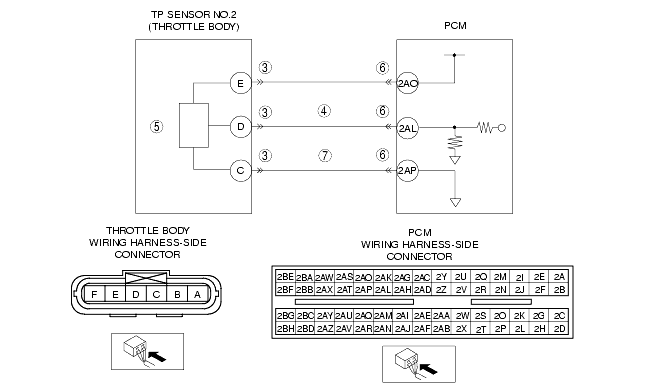 TP SENSOR NO.2
(THROTTLE BODY)
PCM
E 3 6 2AO
5 D 3 4 6 2AL
C 3 7 6 2AP
THROTTLE BODY
WIRING HARNESS-SIDE
CONNECTOR
F E D C B A
PCM
WIRING HARNESS-SIDE
CONNECTOR
2BE 2BA 2AW 2AS 2AO 2AK 2AG 2AC 2Y 2U 2Q 2M 2I 2E 2A
2BF 2BB 2AX 2AT 2AP 2AL 2AH 2AD 2Z 2V 2R 2N 2J 2F 2B
2BG 2BC 2AY 2AU 2AQ 2AM 2AI 2AE 2AA 2W 2S 2O 2K 2G 2C
2BH 2BD 2AZ 2AV 2AR 2AN 2AJ 2AF 2AB 2X 2T 2P 2L 2H 2D